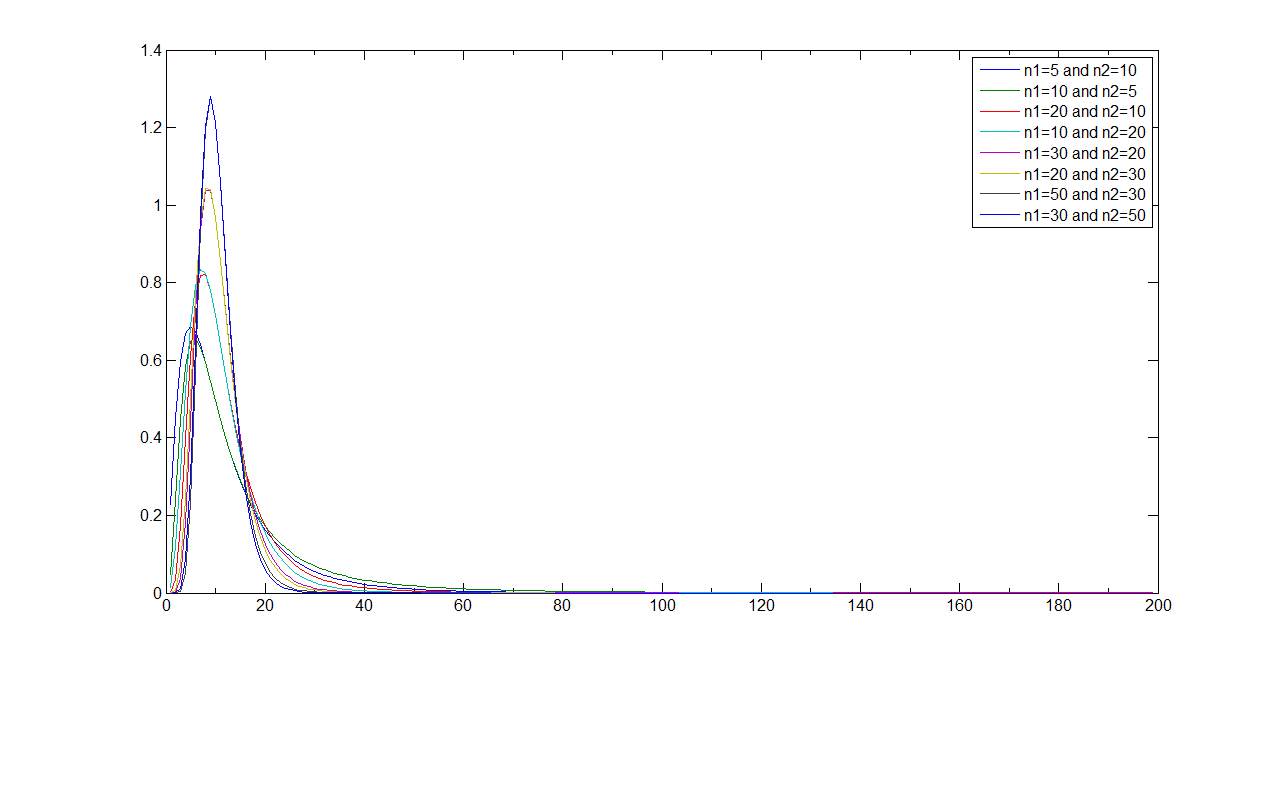 1.4
1.2
1
0.8
0.6
0.4
0.2
0
0 20 40 60 80 100 120 140 160 180 200
n1=5 and n2=10
n1=10 and n2=5
n1=20 and n2=10
n1=10 and n2=20
n1=30 and n2=20
n1=20 and n2=30
n1=50 and n2=30
n1=30 and n2=50